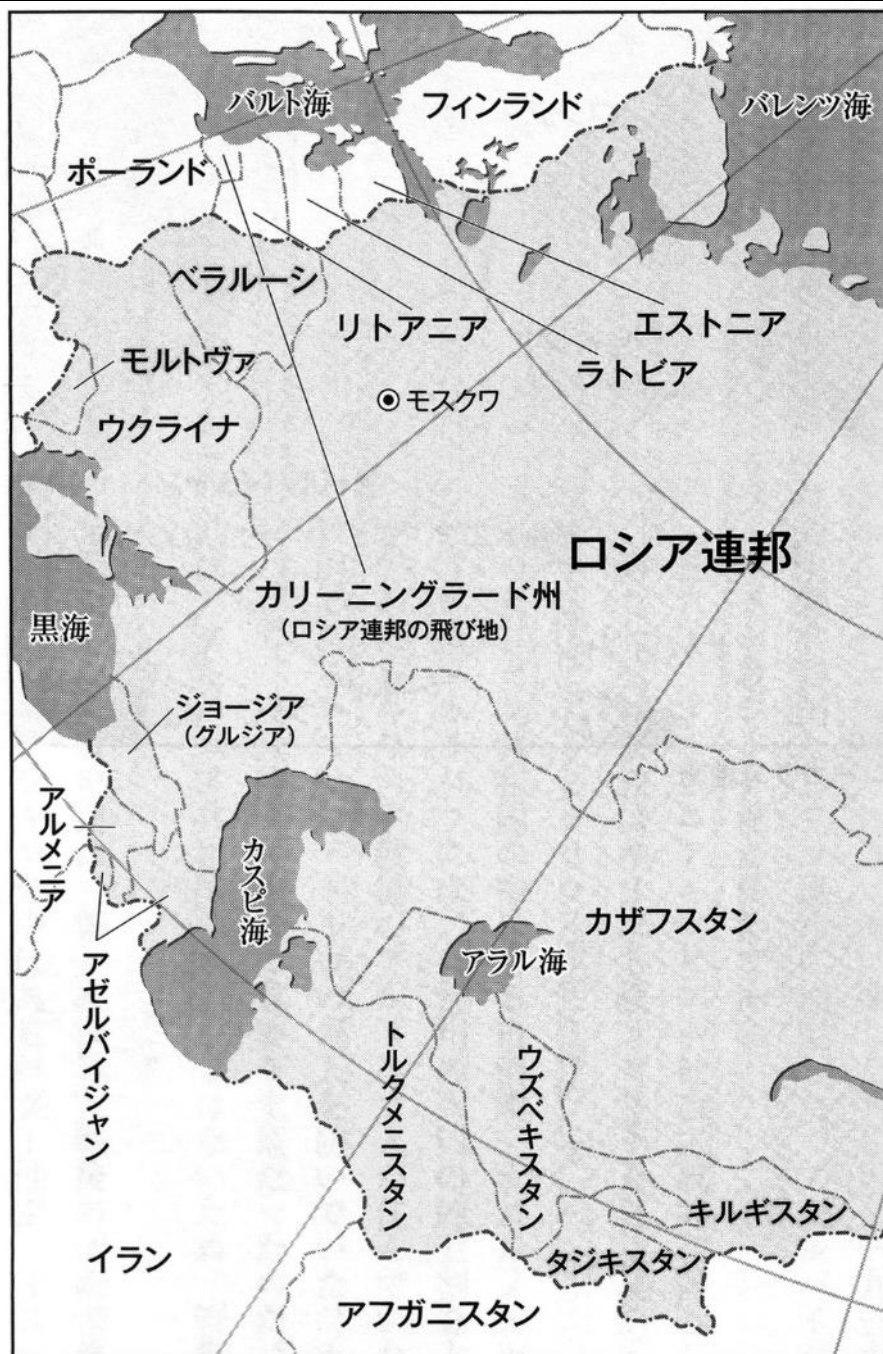 バルト海
フィンランド
バレンツ海
ポーランド
ベラルーシ
リトアニア
エストニア
ラトビア
モルトヴァ
モスクワ
ウクライナ
ロシア連邦
カリーニングラード州
(ロシア連邦の飛び地)
黒海
ジョージア
(グルジア)
アルメニア
カスピ海
カザフスタン
アラル海
アゼルバイジャン
トルクメニスタン
ウズベキスタン
キルギスタン
タジキスタン
イラン
アフガニスタン